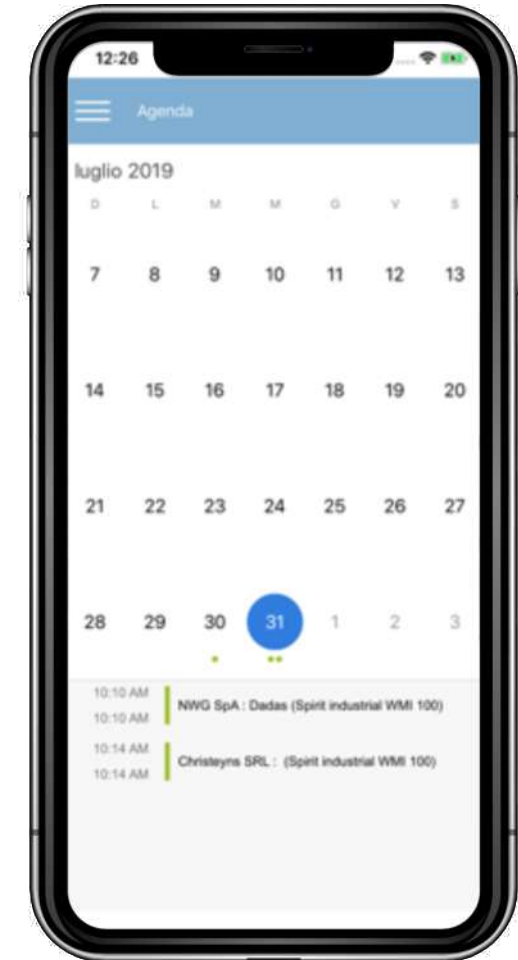 12:26
Agenda
luglio 2019
D L M M G V S
7 8 9 10 11 12 13
14 15 16 17 18 19 20
21 22 23 24 25 26 27
28 29 30 31 1 2 3
10:10 AM
NWG SpA : Dadas (Spirit industrial WMI 100)
10:10 AM
10:14 AM
Christeyns SRL : (Spirit industrial WMI 100)
10:14 AM